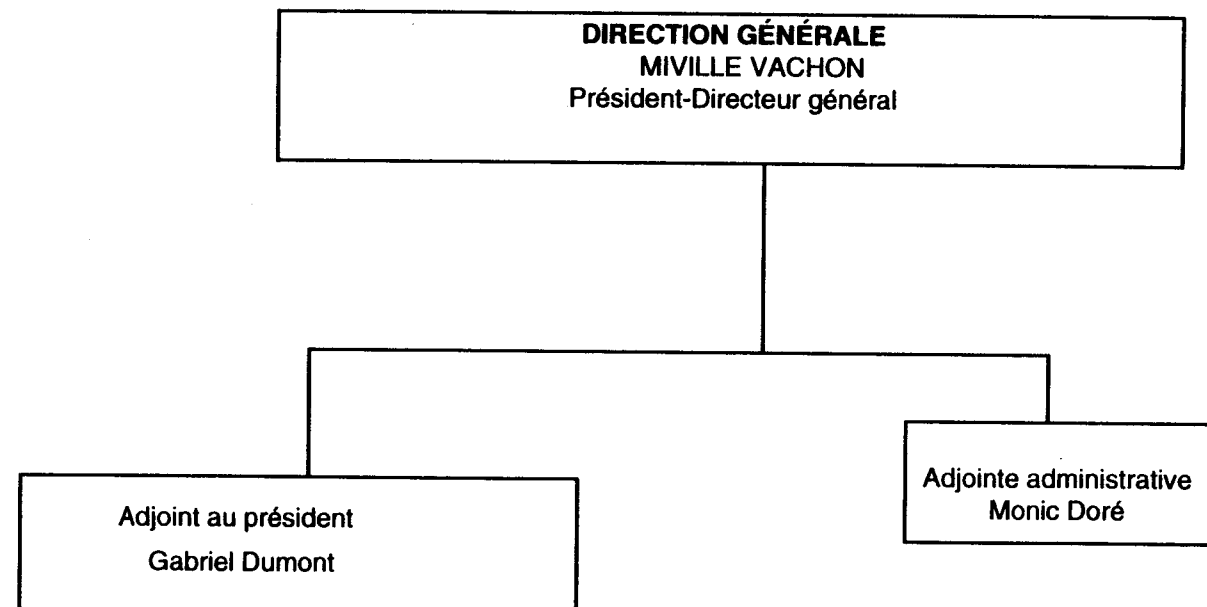 DIRECTION GÉNÉRALE
MIVILLE VACHON
Président-Directeur général
Adjoint au président
Gabriel Dumont
Adjointe administrative
Monic Doré